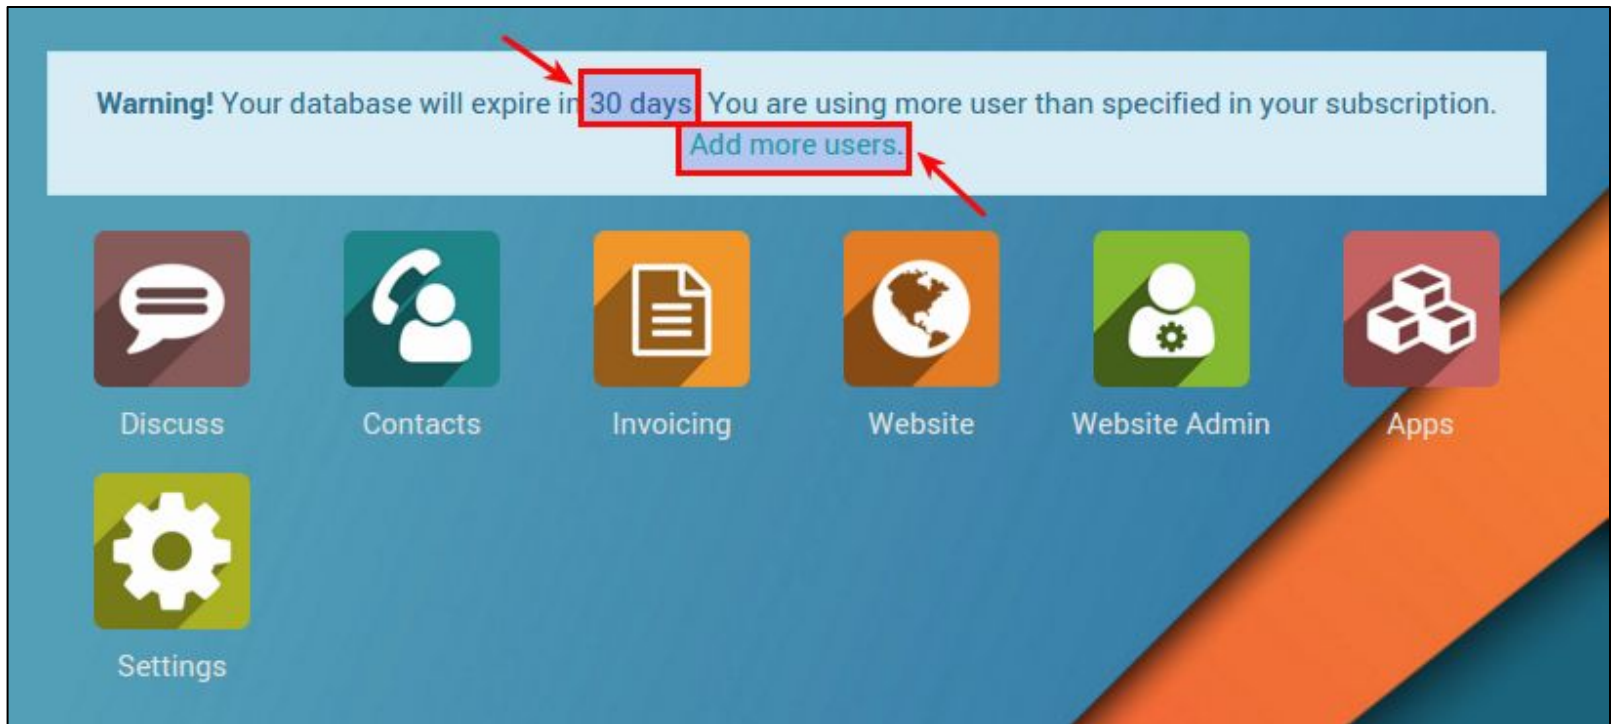 Warning! Your database will expire in 30 days. You are using more user than specified in your subscription.
Add more users.
Discuss
Contacts
Invoicing
Website
Website Admin
Apps
Settings